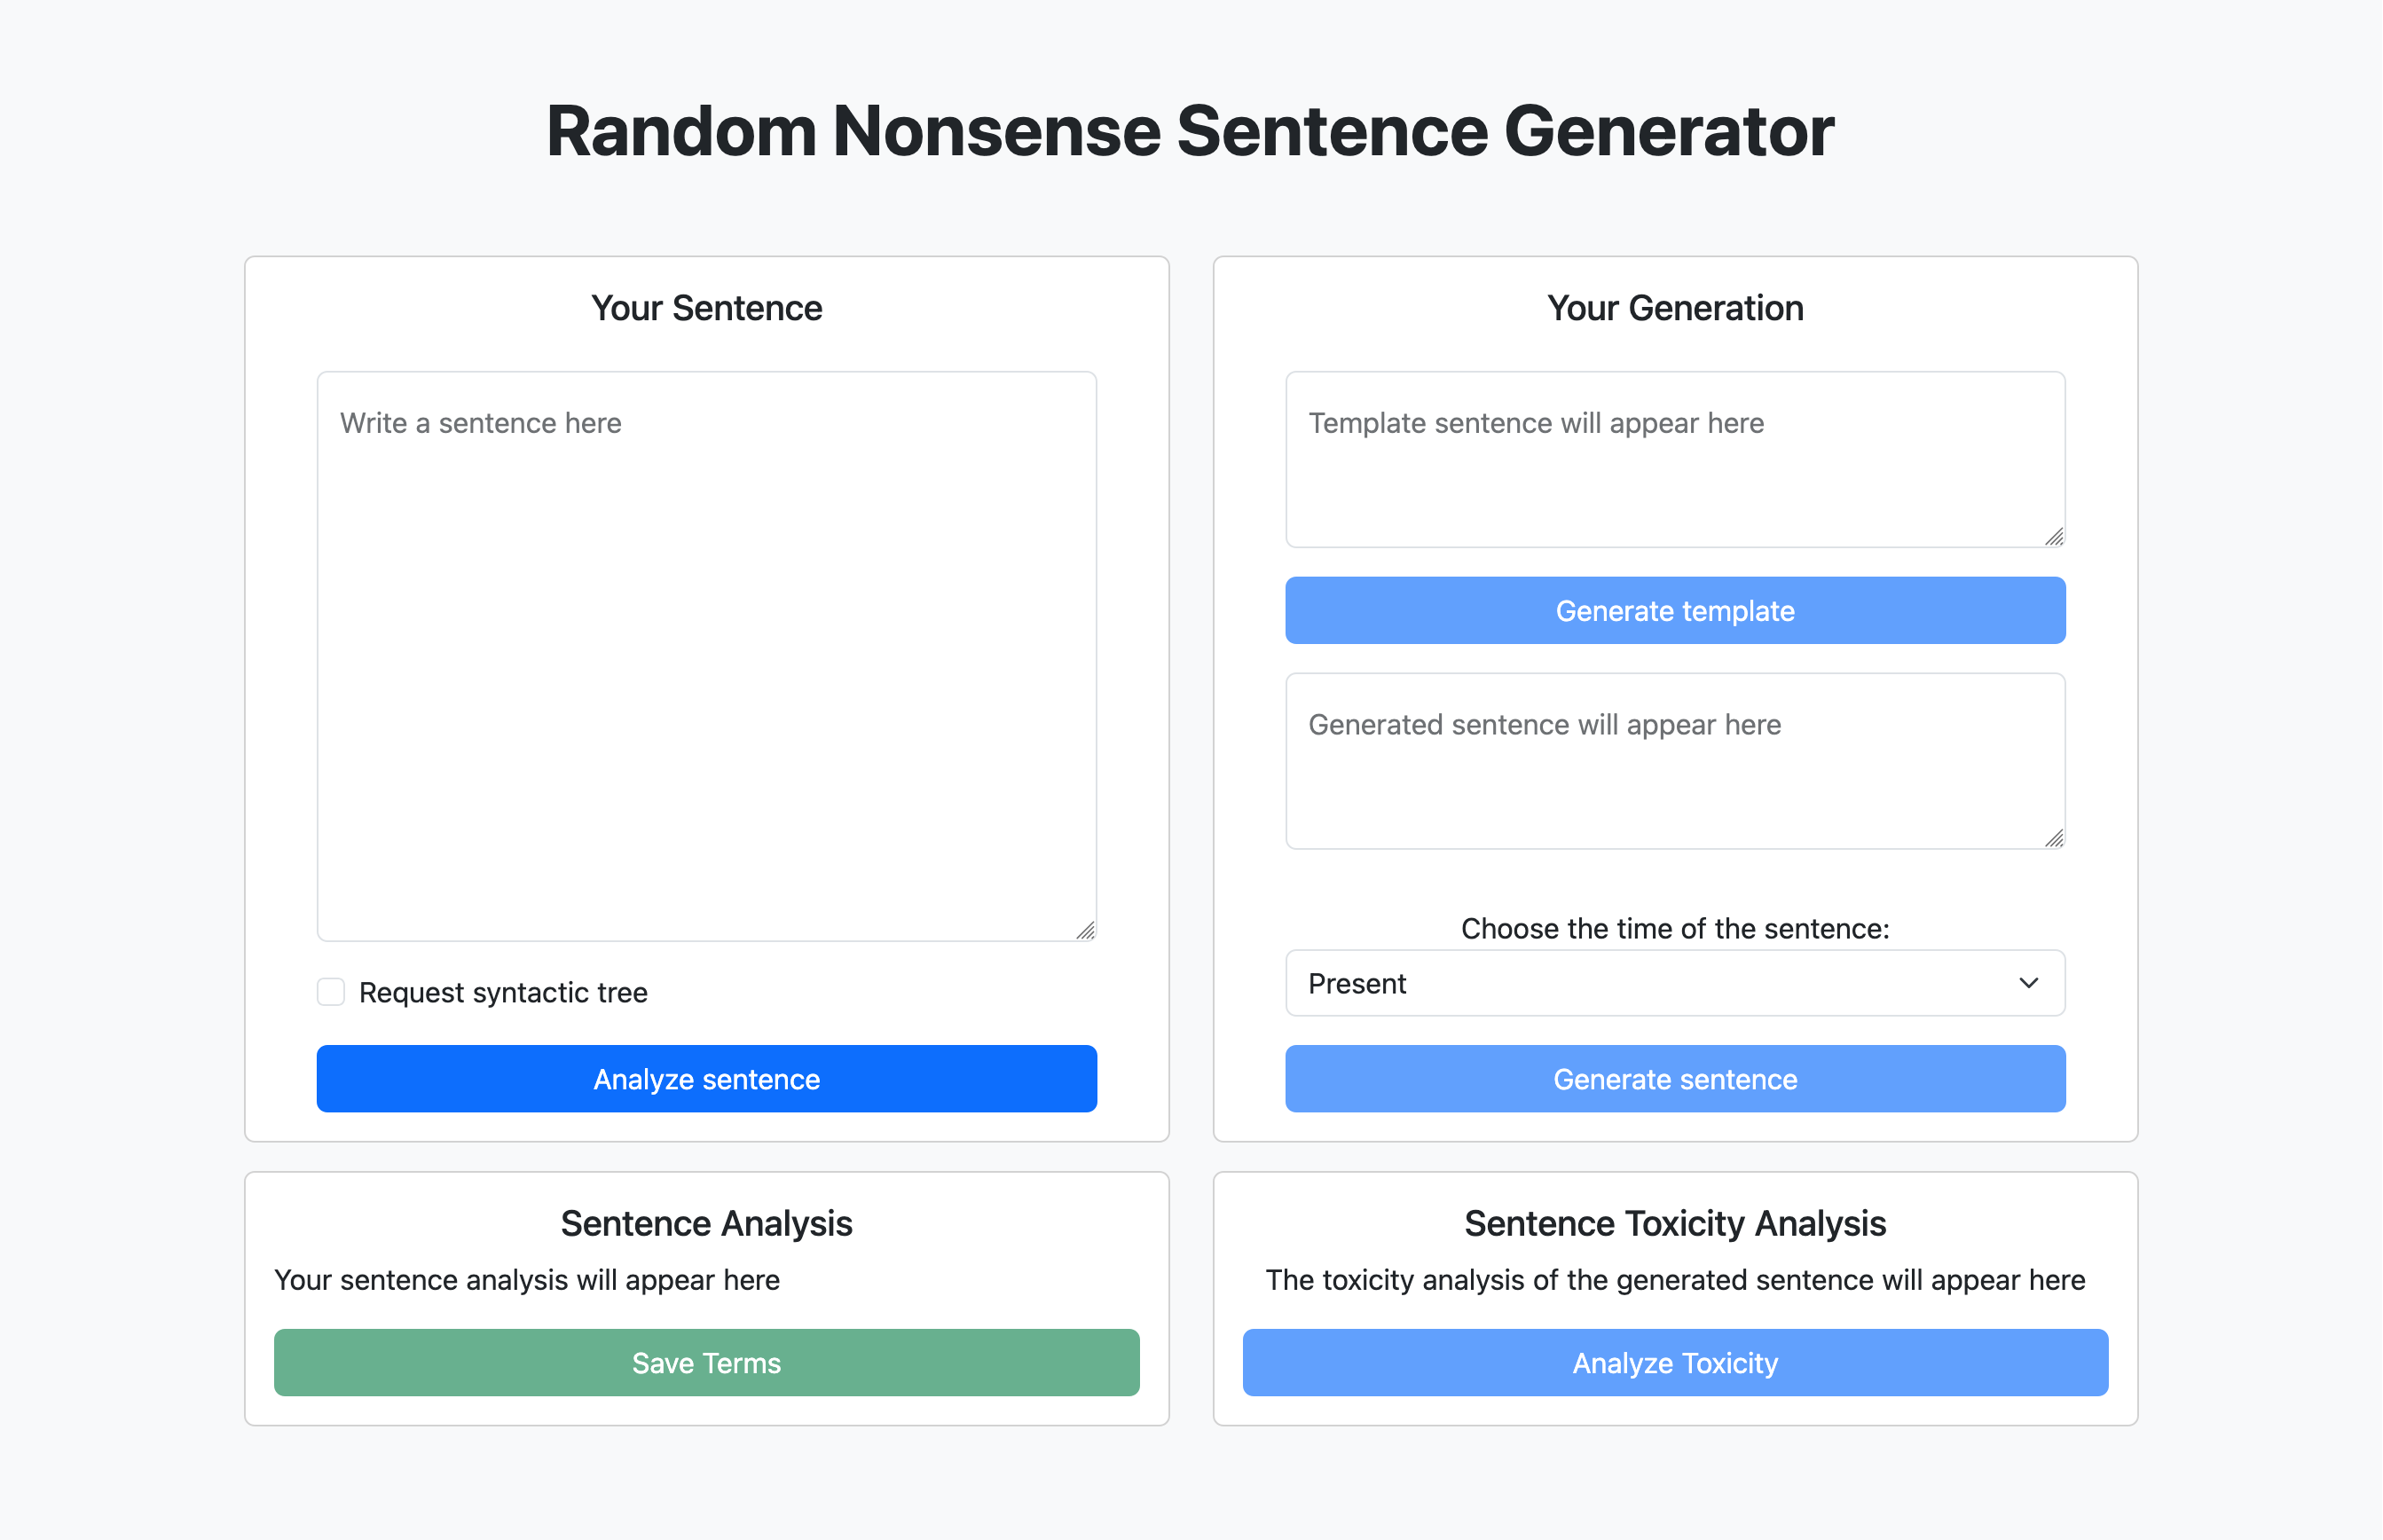 Random Nonsense Sentence Generator
Your Sentence
Write a sentence here
Request syntactic tree
Analyze sentence
Your Generation
Template sentence will appear here
Generate template
Generated sentence will appear here
Choose the time of the sentence:
Present
Generate sentence
Sentence Analysis
Your sentence analysis will appear here
Save Terms
Sentence Toxicity Analysis
The toxicity analysis of the generated sentence will appear here
Analyze Toxicity